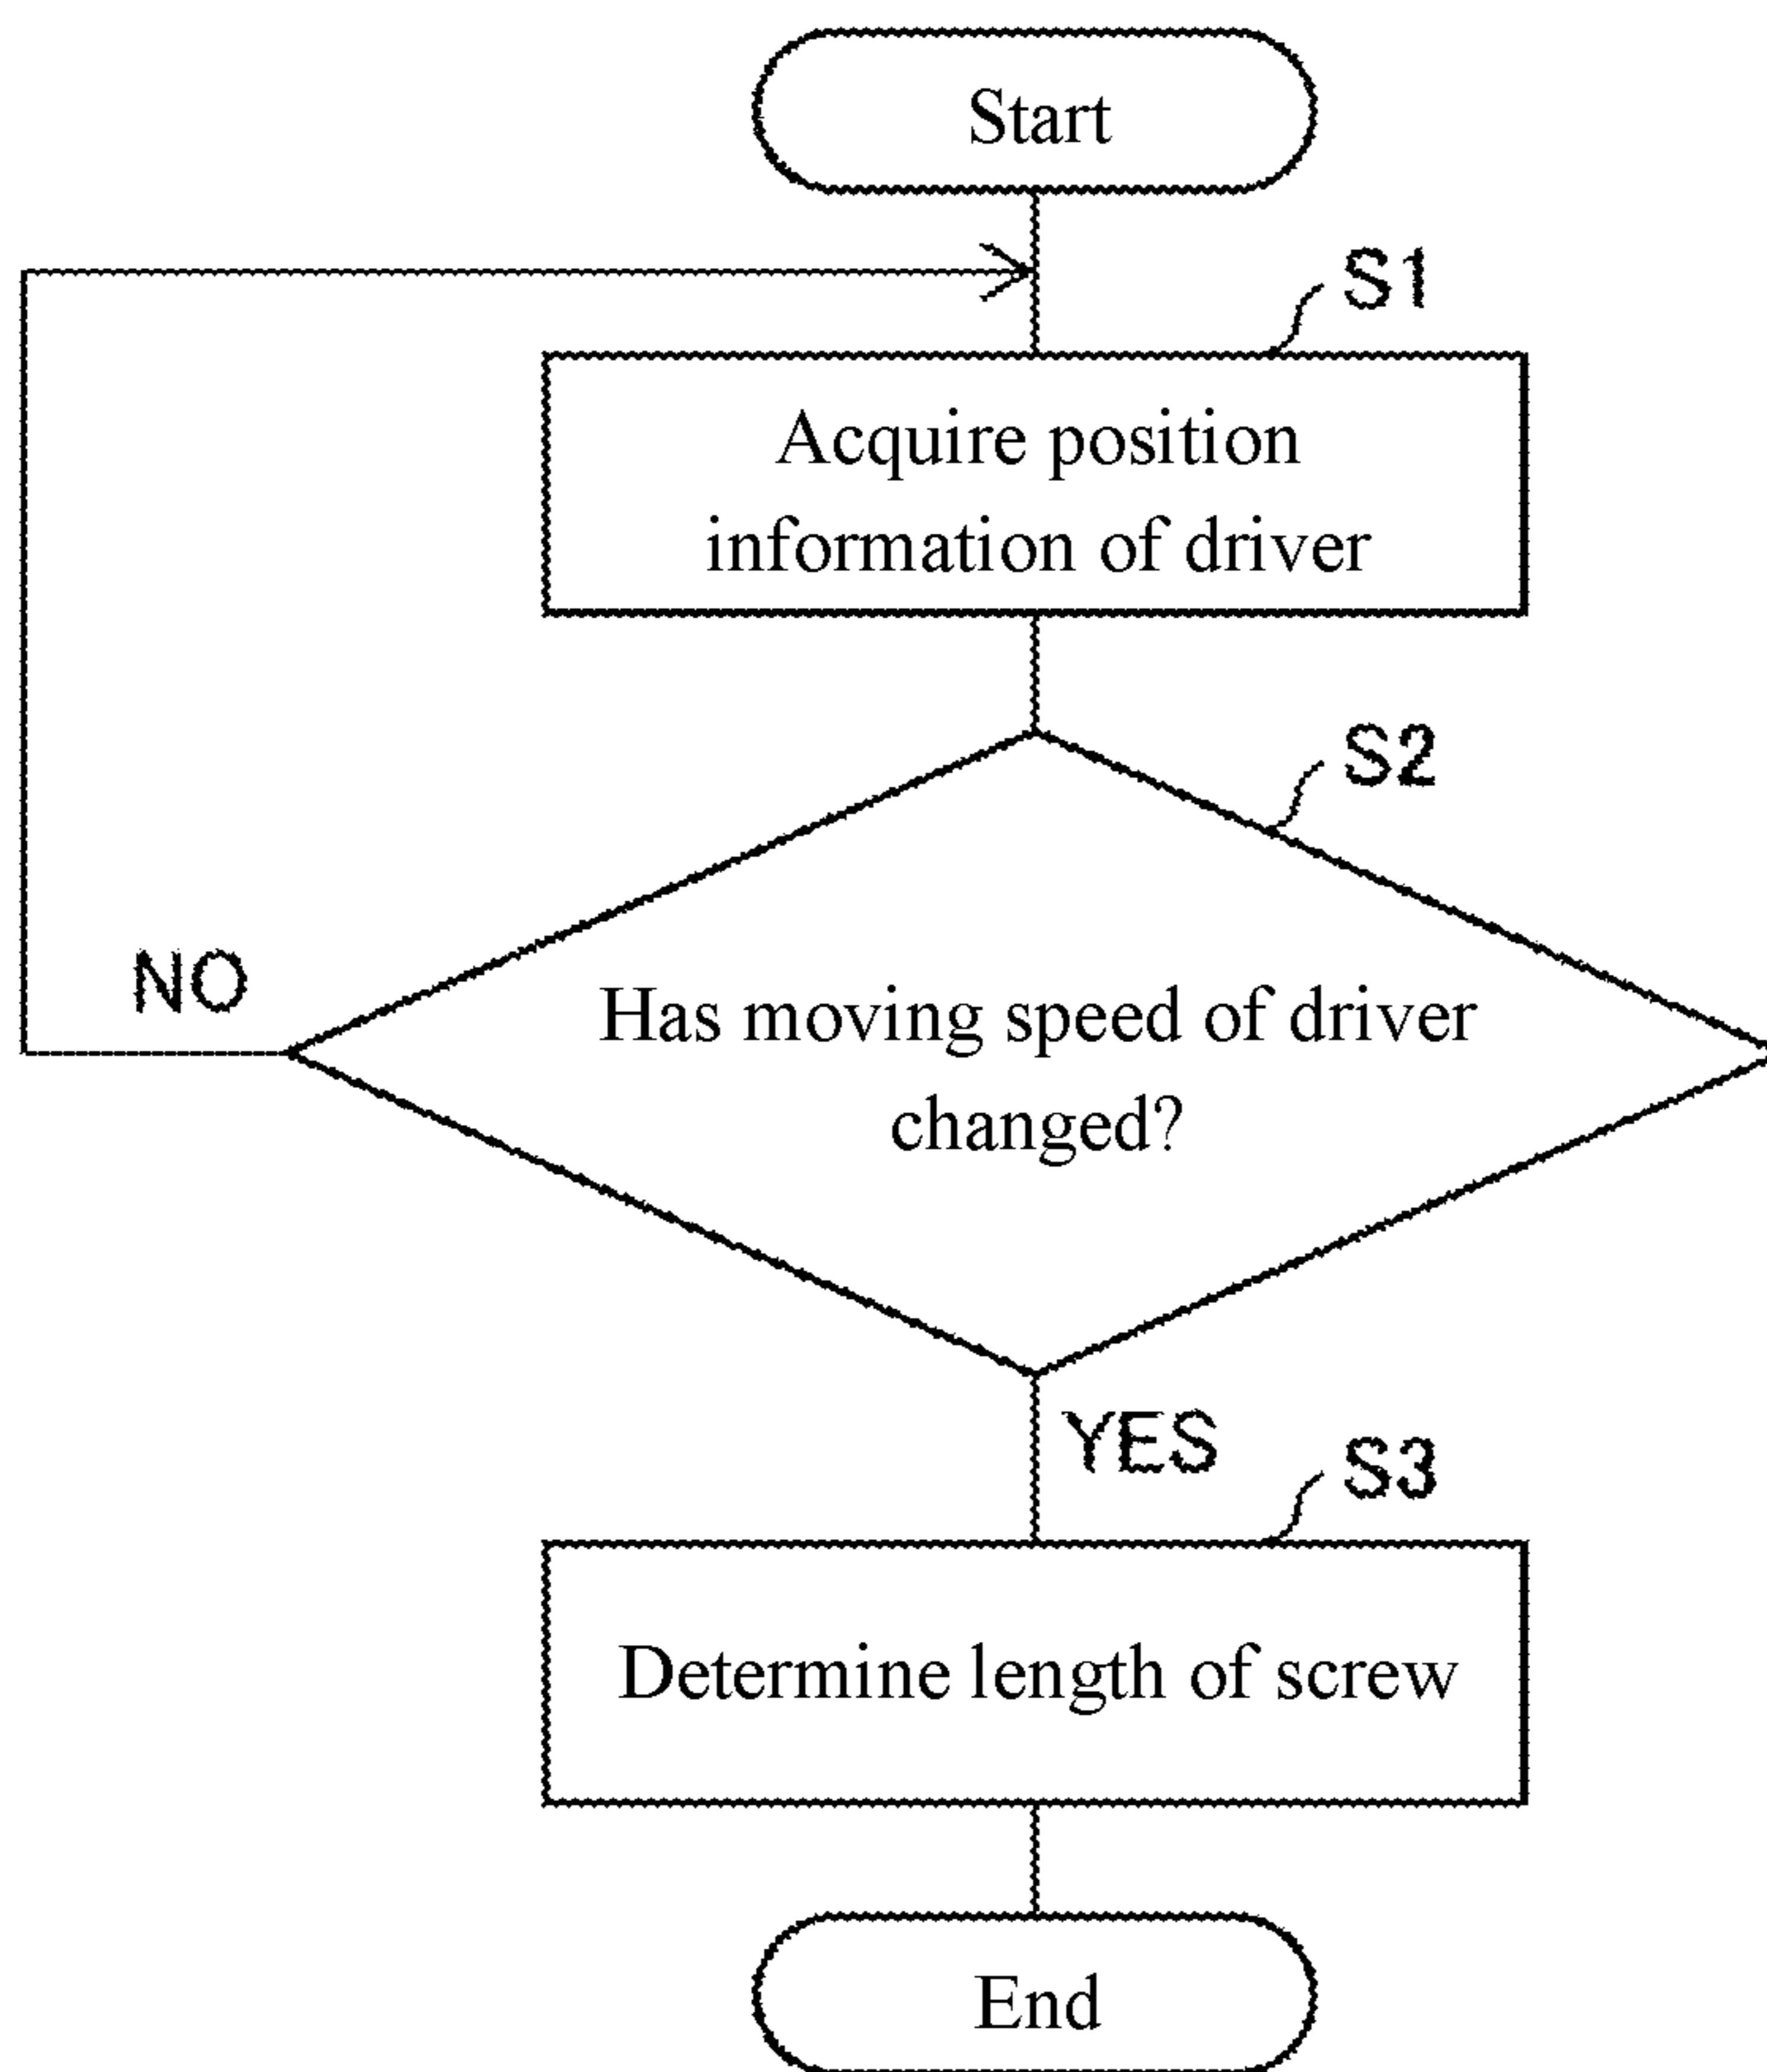 Start
S1
Acquire position
information of driver
S2
NO
Has moving speed of driver
changed?
YES
S3
Determine length of screw
End